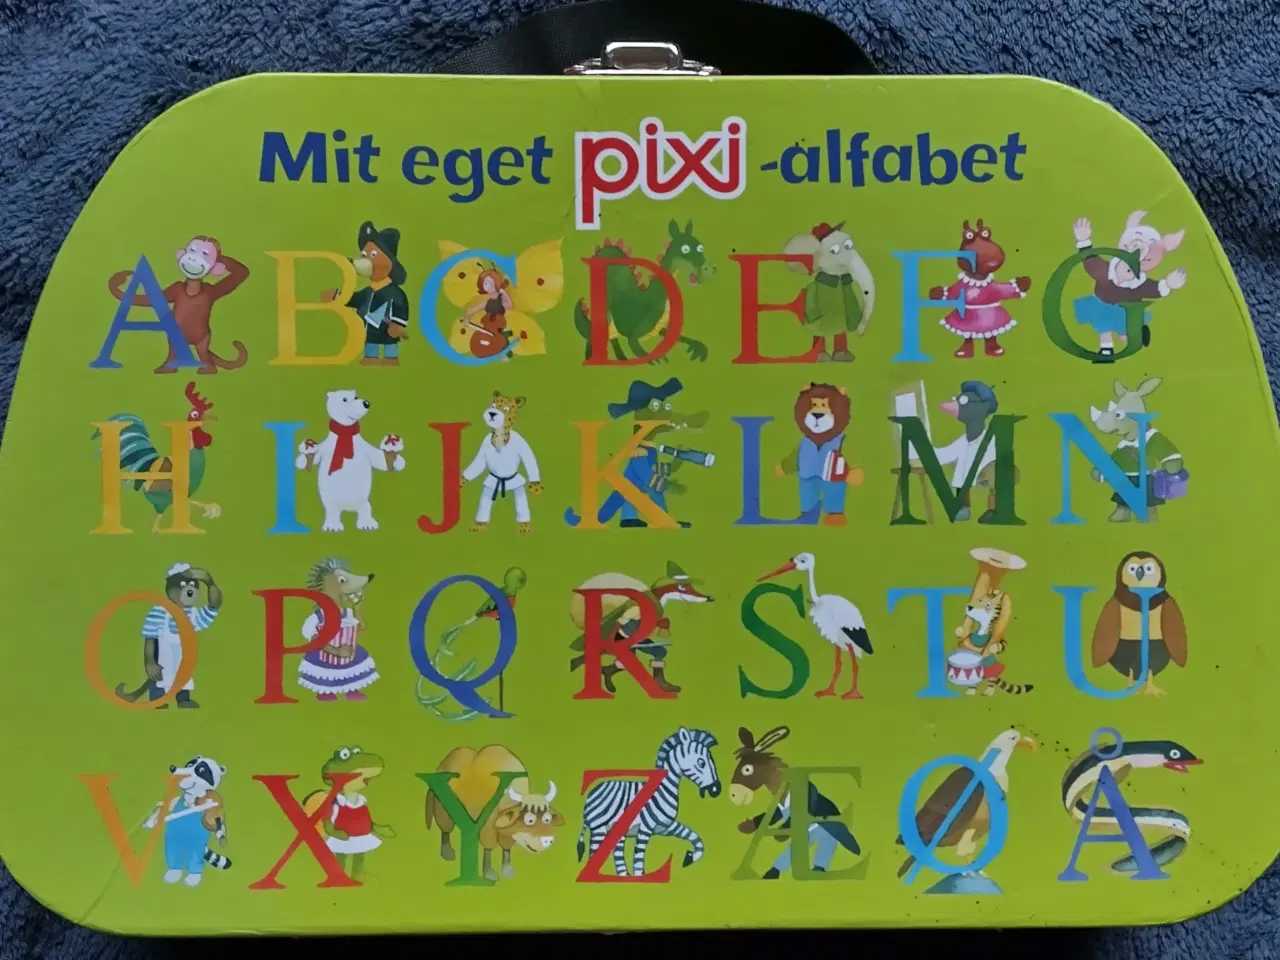 Mit eget pixi -alfabet
A B C D E F G
H I J K L M N
O P Q R S T U
V X Y Z Æ Ø Å